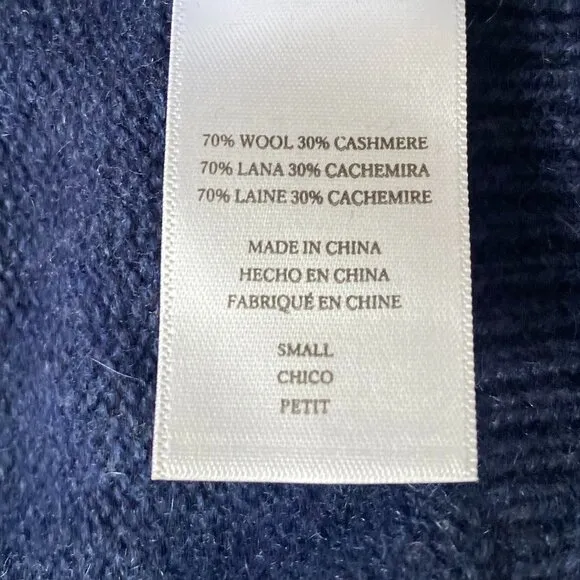 70% WOOL 30% CASHMERE
70% LANA 30% CACHEMIRA
70% LAINE 30% CACHEMIRE
MADE IN CHINA
HECHO EN CHINA
FABRIQUÉ EN CHINE
SMALL
CHICO
PETIT